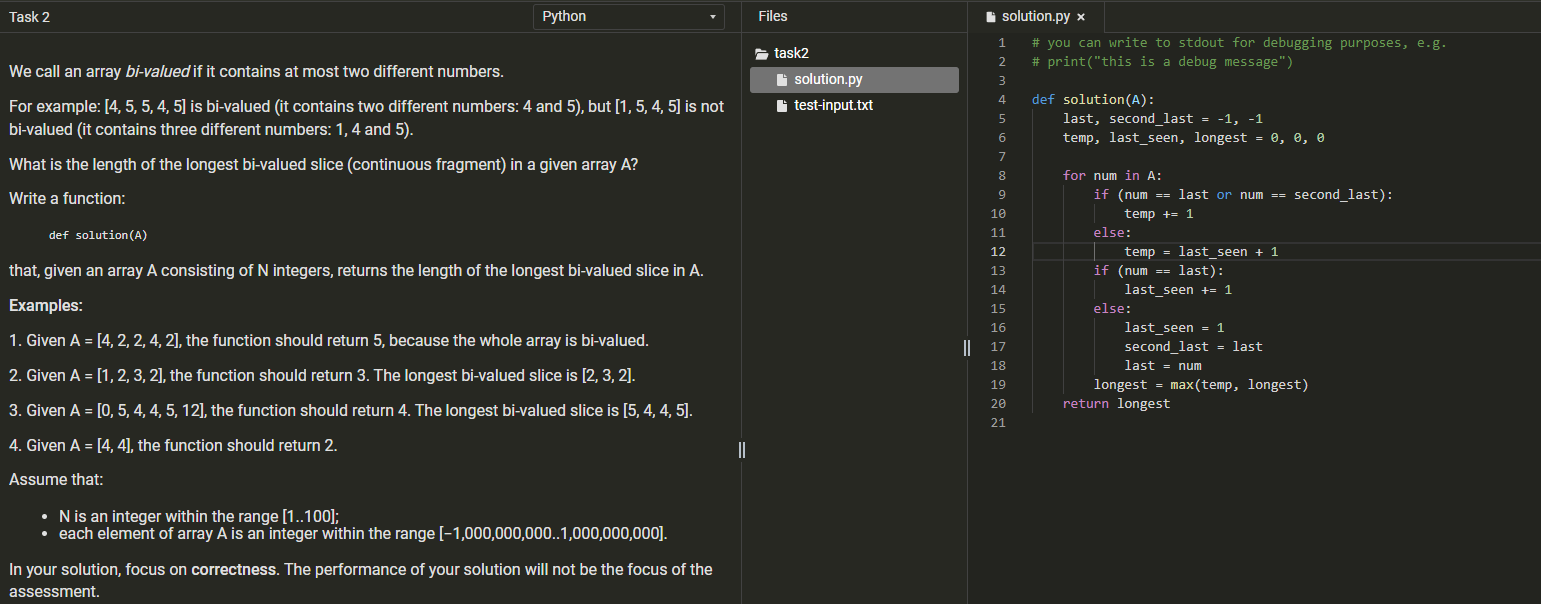 Task 2
Python
We call an array bi-valued if it contains at most two different numbers.
For example: [4, 5, 5, 4, 5] is bi-valued (it contains two different numbers: 4 and 5), but [1, 5, 4, 5] is not
bi-valued (it contains three different numbers: 1, 4 and 5).
What is the length of the longest bi-valued slice (continuous fragment) in a given array A?
Write a function:
def solution(A)
that, given an array A consisting of N integers, returns the length of the longest bi-valued slice in A.
Examples:
1. Given A = [4, 2, 2, 4, 2], the function should return 5, because the whole array is bi-valued.
2. Given A = [1, 2, 3, 2], the function should return 3. The longest bi-valued slice is [2, 3, 2].
3. Given A = [0, 5, 4, 4, 5, 12], the function should return 4. The longest bi-valued slice is [5, 4, 4, 5].
4. Given A = [4, 4], the function should return 2.
Assume that:
• N is an integer within the range [1..100];
• each element of array A is an integer within the range [−1,000,000,000..1,000,000,000].
In your solution, focus on correctness. The performance of your solution will not be the focus of the
assessment.
Files
task2
solution.py
test-input.txt
solution.py ×
1 # you can write to stdout for debugging purposes, e.g.
2 # print("this is a debug message")
3
4 def solution(A):
5     last, second_last = -1, -1
6     temp, last_seen, longest = 0, 0, 0
7
8     for num in A:
9         if (num == last or num == second_last):
10             temp += 1
11         else:
12             temp = last_seen + 1
13         if (num == last):
14             last_seen += 1
15         else:
16             last_seen = 1
17             second_last = last
18             last = num
19         longest = max(temp, longest)
20     return longest
21